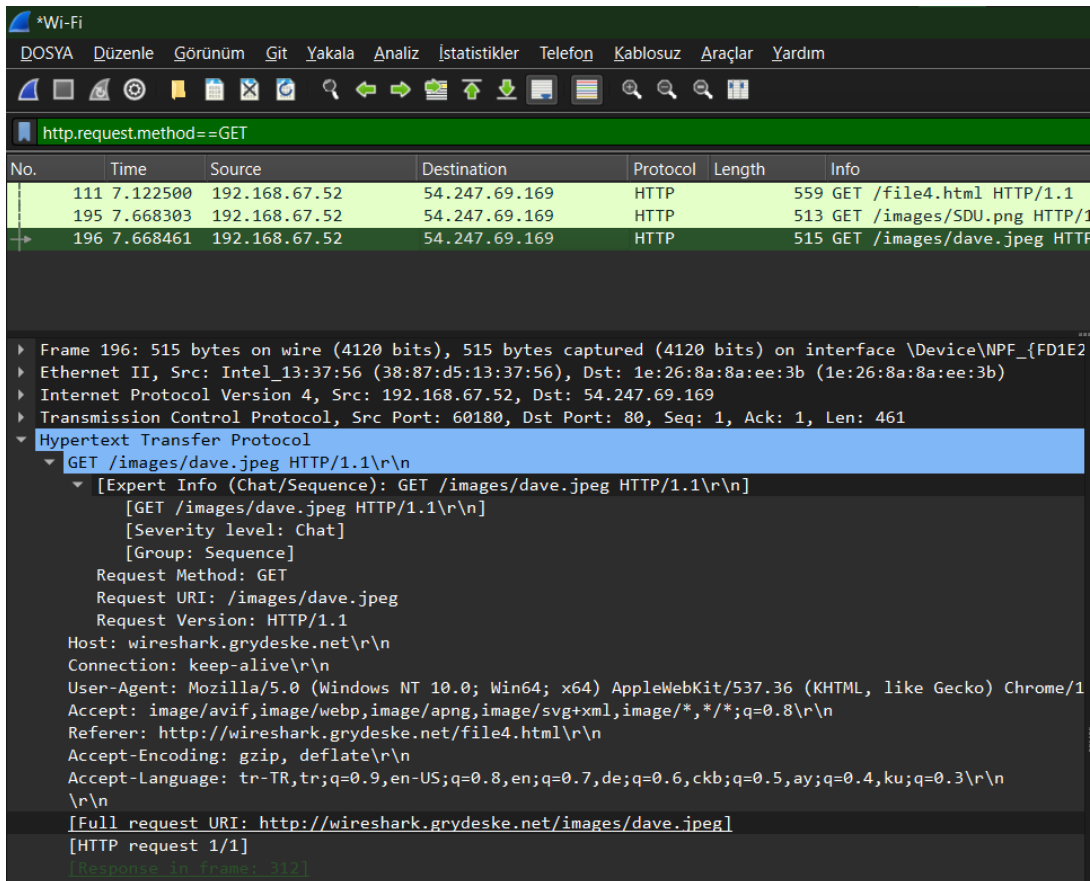 *Wi-Fi
DOSYA Düzenle Görünüm Git Yakala Analiz İstatistikler Telefon Kablosuz Araçlar Yardım
http.request.method==GET
No. Time Source Destination Protocol Length Info
111 7.122500 192.168.67.52 54.247.69.169 HTTP 559 GET /file4.html HTTP/1.1
195 7.668303 192.168.67.52 54.247.69.169 HTTP 513 GET /images/SDU.png HTTP/1
196 7.668461 192.168.67.52 54.247.69.169 HTTP 515 GET /images/dave.jpeg HTTP
Frame 196: 515 bytes on wire (4120 bits), 515 bytes captured (4120 bits) on interface \Device\NPF_{FD1E2
Ethernet II, Src: Intel_13:37:56 (38:87:d5:13:37:56), Dst: 1e:26:8a:8a:ee:3b (1e:26:8a:8a:ee:3b)
Internet Protocol Version 4, Src: 192.168.67.52, Dst: 54.247.69.169
Transmission Control Protocol, Src Port: 60180, Dst Port: 80, Seq: 1, Ack: 1, Len: 461
Hypertext Transfer Protocol
GET /images/dave.jpeg HTTP/1.1\r\n
[Expert Info (Chat/Sequence): GET /images/dave.jpeg HTTP/1.1\r\n]
[GET /images/dave.jpeg HTTP/1.1\r\n]
[Severity level: Chat]
[Group: Sequence]
Request Method: GET
Request URI: /images/dave.jpeg
Request Version: HTTP/1.1
Host: wireshark.grydeske.net\r\n
Connection: keep-alive\r\n
User-Agent: Mozilla/5.0 (Windows NT 10.0; Win64; x64) AppleWebKit/537.36 (KHTML, like Gecko) Chrome/1
Accept: image/avif,image/webp,image/apng,image/svg+xml,image/*,*/*;q=0.8\r\n
Referer: http://wireshark.grydeske.net/file4.html\r\n
Accept-Encoding: gzip, deflate\r\n
Accept-Language: tr-TR,tr;q=0.9,en-US;q=0.8,en;q=0.7,de;q=0.6,ckb;q=0.5,ay;q=0.4,ku;q=0.3\r\n
\r\n
[Full request URI: http://wireshark.grydeske.net/images/dave.jpeg]
[HTTP request 1/1]
[Response in frame: 312]